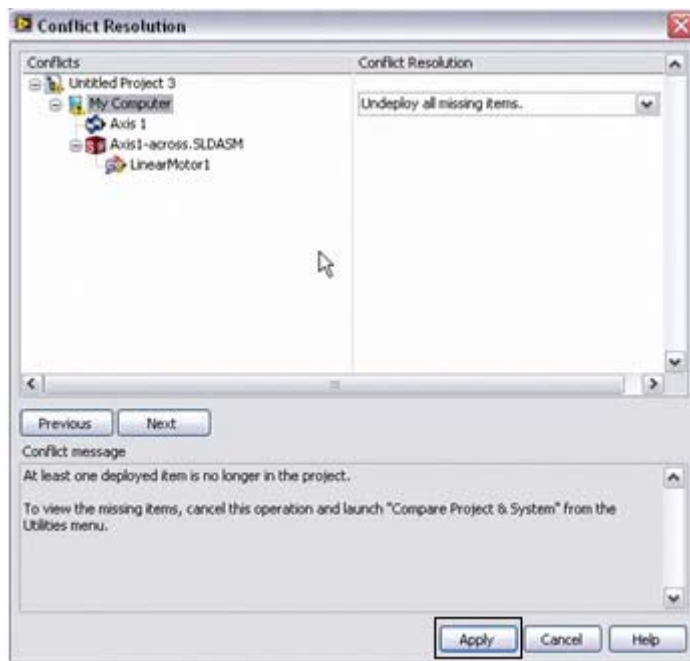 Conflict Resolution
Conflicts
Conflict Resolution
Untitled Project 3
My Computer
Undeploy all missing items.
Axis 1
Axis1-across.SLDASM
LinearMotor1
Previous
Next
Conflict message
At least one deployed item is no longer in the project.
To view the missing items, cancel this operation and launch "Compare Project & System" from the
Utilities menu.
Apply
Cancel
Help